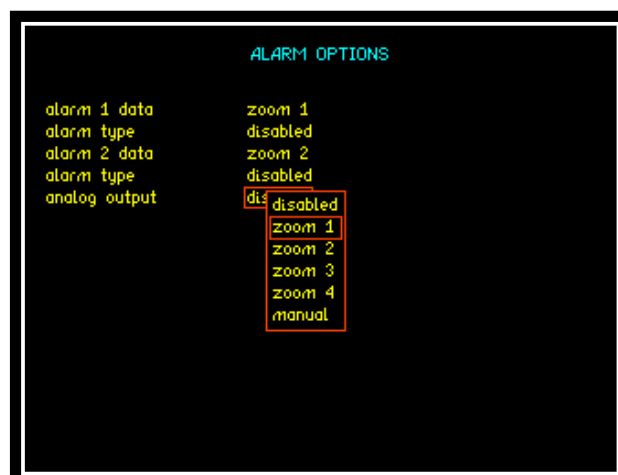 ALARM OPTIONS
alarm 1 data zoom 1
alarm type disabled
alarm 2 data zoom 2
alarm type disabled
analog output dis
disabled
zoom 1
zoom 2
zoom 3
zoom 4
manual